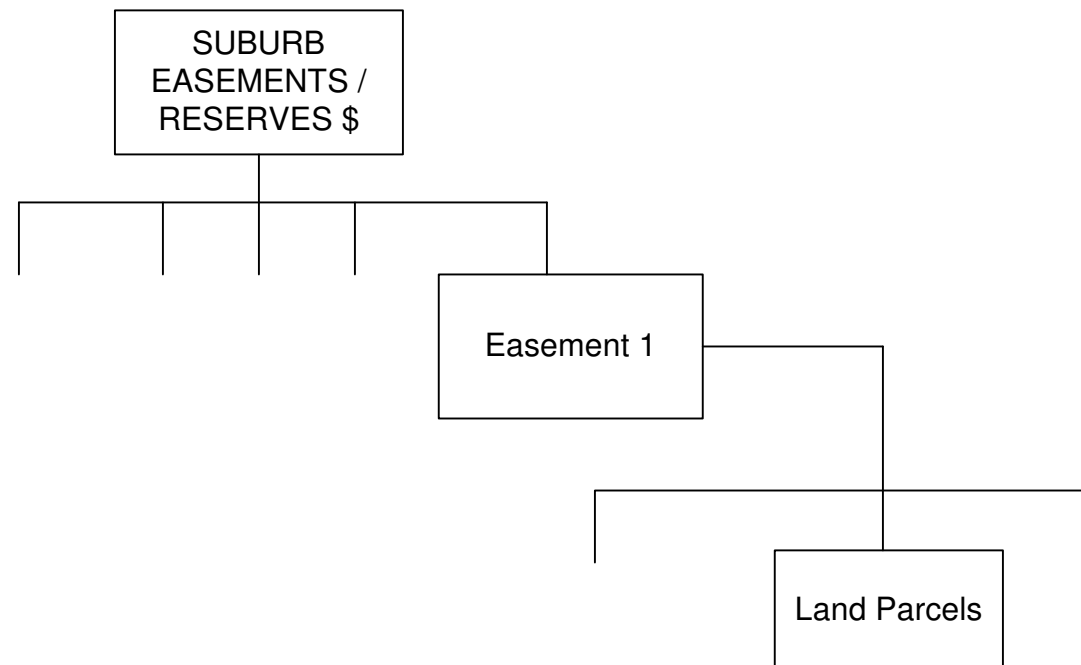 SUBURB
EASEMENTS /
RESERVES $
Easement 1
Land Parcels